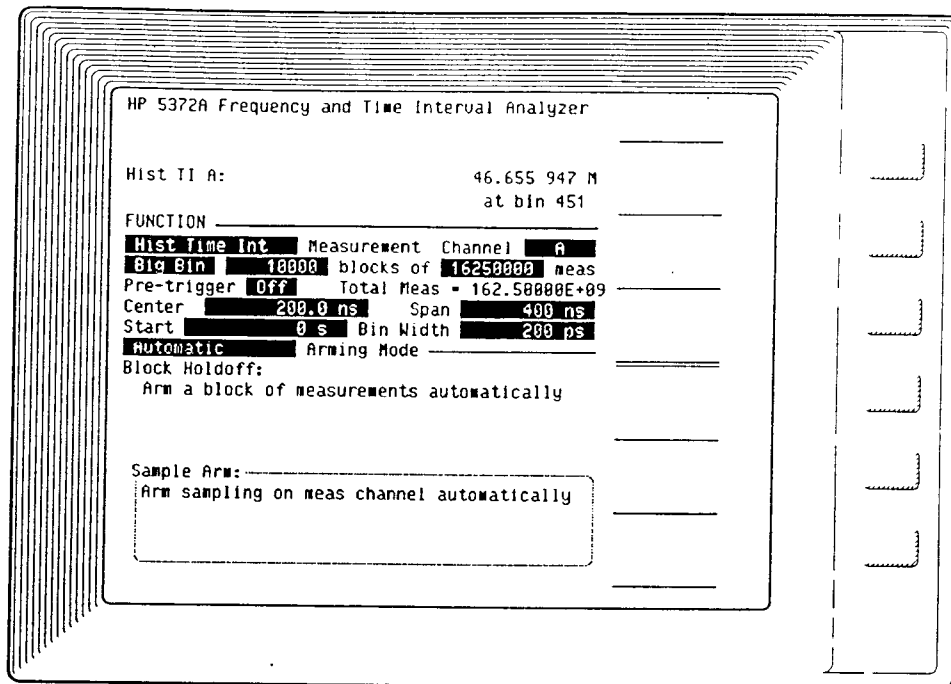 HP 5372A Frequency and Time Interval Analyzer
Hist TI A: 46.655 947 M
at bin 451
FUNCTION
Hist Time Int Measurement Channel A
Big Bin 10000 blocks of 16250000 meas
Pre-trigger Off Total Meas = 162.50000E+09
Center 200.0 ns Span 400 ns
Start 0 s Bin Width 200 ps
Automatic Arming Mode
Block Holdoff:
Arm a block of measurements automatically
Sample Arm:
Arm sampling on meas channel automatically